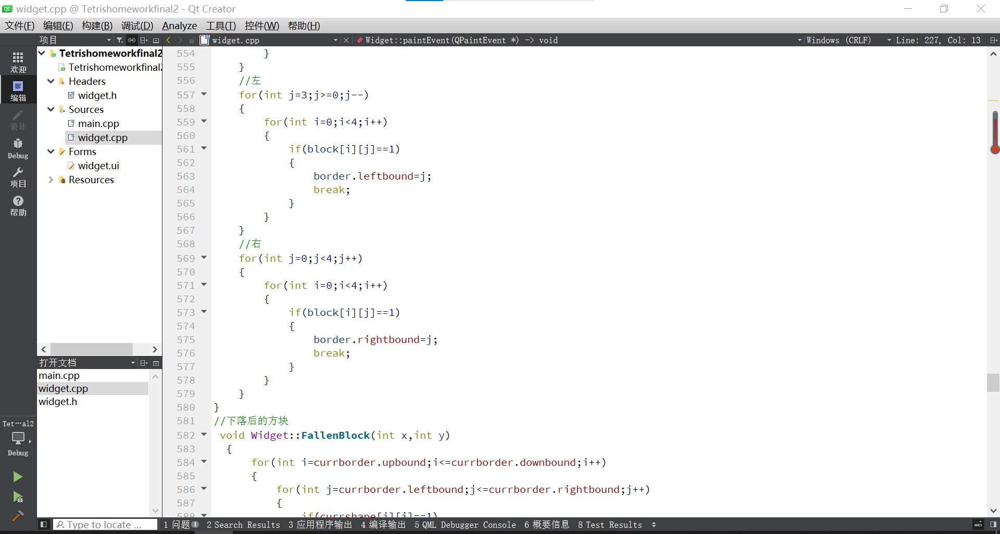 widget.cpp @ Tetrishomeworkfinal2 - Qt Creator
文件(F) 编辑(E) 构建(B) 调试(D) Analyze 工具(T) 控件(W) 帮助(H)
项目
widget.cpp
Widget::paintEvent(QPaintEvent *) -> void
Windows (CRLF)
Line: 227, Col: 13
欢迎
编辑
设计
Debug
项目
帮助
Tetrishomeworkfinal2
Tetrishomeworkfinal2
Headers
widget.h
Sources
main.cpp
widget.cpp
Forms
widget.ui
Resources
打开文档
main.cpp
widget.cpp
widget.h
Tet···al2
Debug
554 }
555 }
556 //左
557 for(int j=3;j>=0;j--)
558 {
559 for(int i=0;i<4;i++)
560 {
561 if(block[i][j]==1)
562 {
563 border.leftbound=j;
564 break;
565 }
566 }
567 }
568 //右
569 for(int j=0;j<4;j++)
570 {
571 for(int i=0;i<4;i++)
572 {
573 if(block[i][j]==1)
574 {
575 border.rightbound=j;
576 break;
577 }
578 }
579 }
580 }
581 //下落后的方块
582 void Widget::FallenBlock(int x,int y)
583 {
584 for(int i=currborder.upbound;i<=currborder.downbound;i++)
585 {
586 for(int j=currborder.leftbound;j<=currborder.rightbound;j++)
587 {
588 if(currshape[i][j]==1)
Type to locate ...
1 问题 1 2 Search Results 3 应用程序输出 4 编译输出 5 QML Debugger Console 6 概要信息 8 Test Results